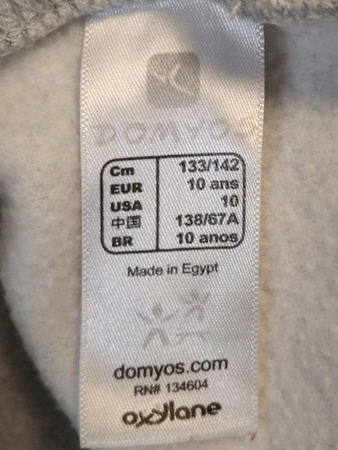 DOMYOS
Cm 133/142
EUR 10 ans
USA 10
中国 138/67A
BR 10 anos
Made in Egypt
domyos.com
RN# 134604
oxylane